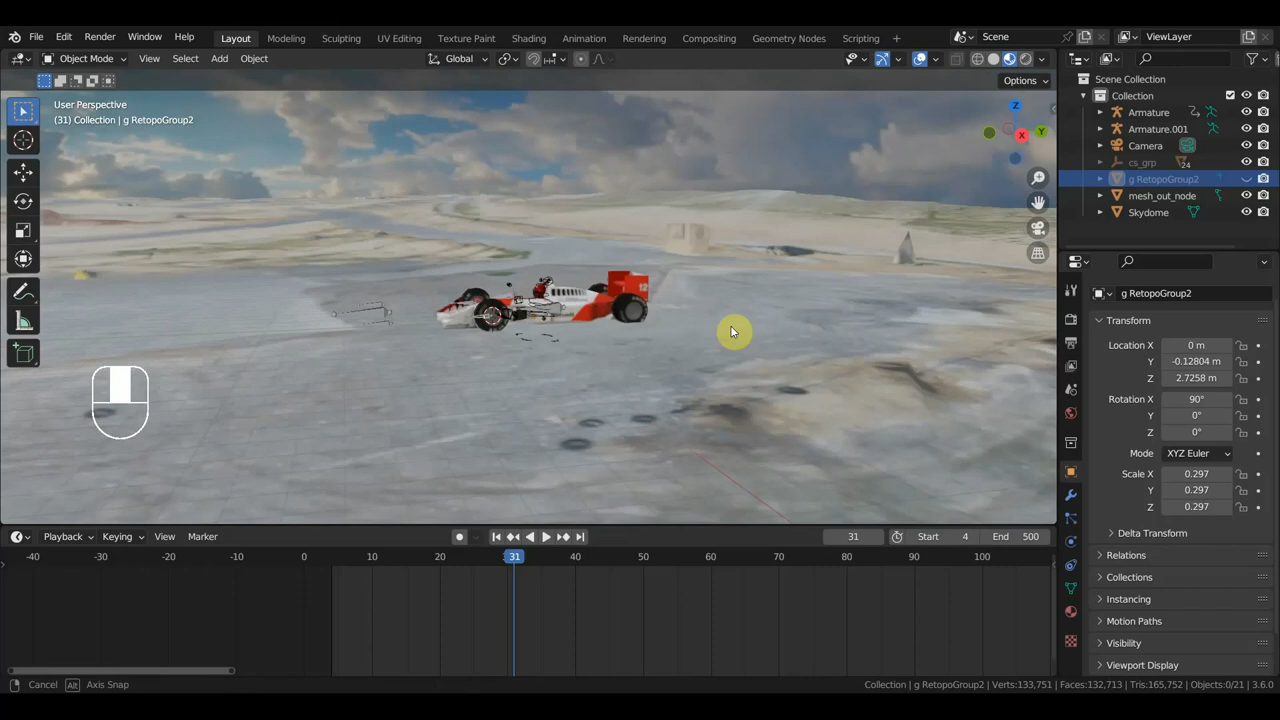 File Edit Render Window Help Layout Modeling Sculpting UV Editing Texture Paint Shading Animation Rendering Compositing Geometry Nodes Scripting + Scene ViewLayer
Object Mode View Select Add Object Global
Options
User Perspective
(31) Collection | g RetopoGroup2
Z
X
Y
12
Scene Collection
Collection
Armature
Armature.001
Camera
cs_grp 24
g RetopoGroup2
mesh_out_node
Skydome
g RetopoGroup2
Transform
Location X 0 m
Y -0.12804 m
Z 2.7258 m
Rotation X 90°
Y 0°
Z 0°
Mode XYZ Euler
Scale X 0.297
Y 0.297
Z 0.297
Delta Transform
Relations
Collections
Instancing
Motion Paths
Visibility
Viewport Display
Playback Keying View Marker 31 Start 4 End 500
-40 -30 -20 -10 0 10 20 31 40 50 60 70 80 90 100
Cancel Alt Axis Snap Collection | g RetopoGroup2 | Verts:133,751 | Faces:132,713 | Tris:165,752 | Objects:0/21 | 3.6.0